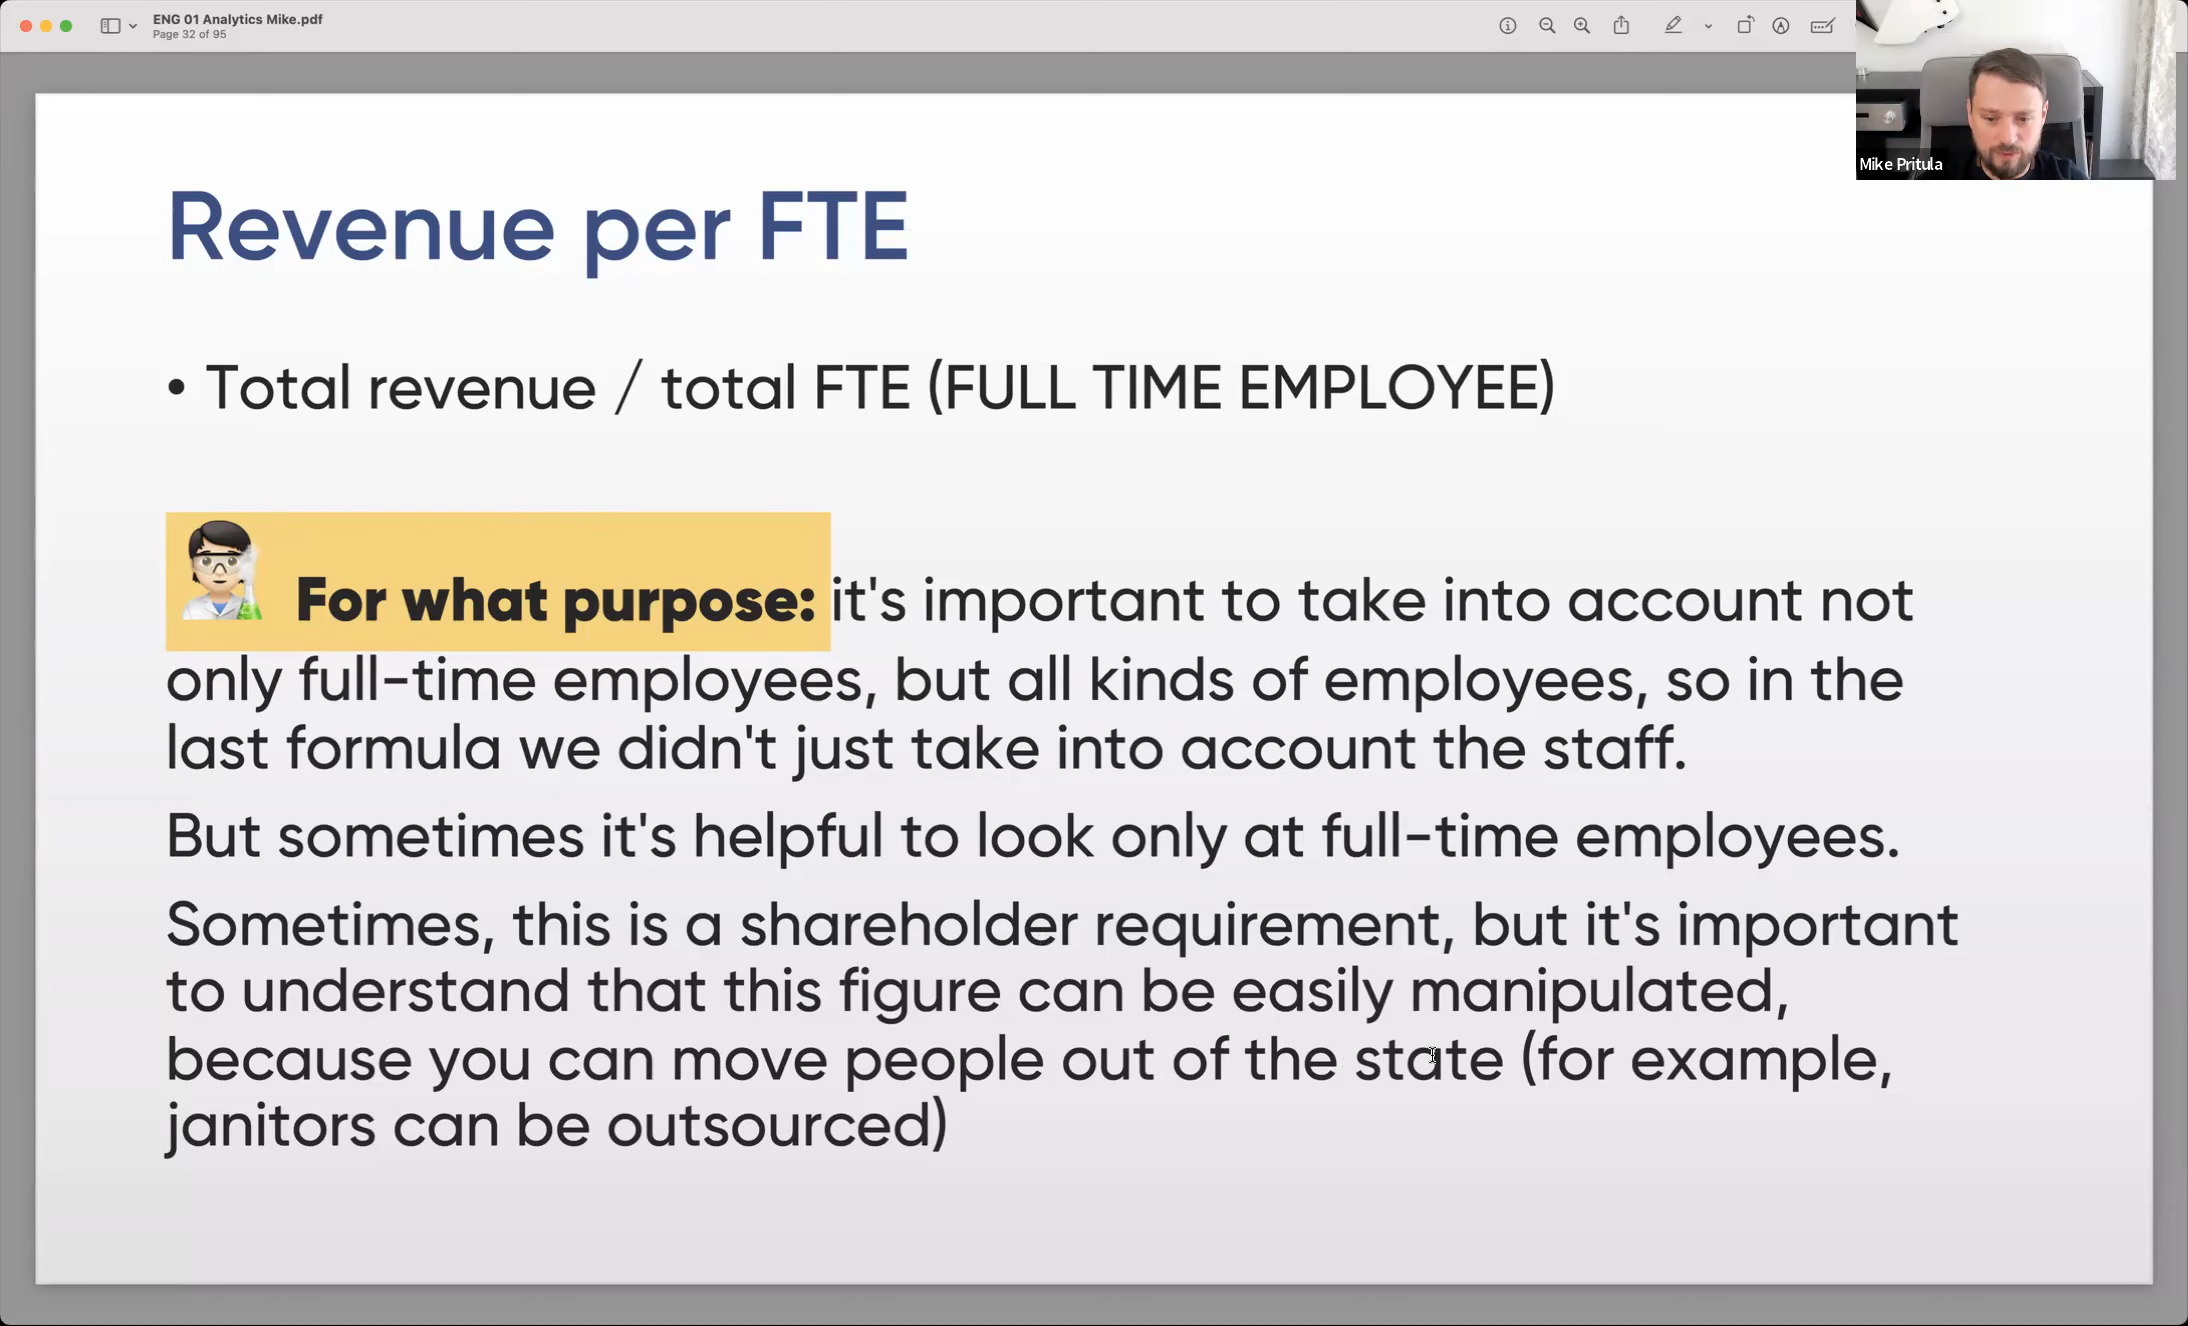 ENG 01 Analytics Mike.pdf
Page 32 of 95
Mike Pritula
Revenue per FTE
• Total revenue / total FTE (FULL TIME EMPLOYEE)
For what purpose: it's important to take into account not
only full-time employees, but all kinds of employees, so in the
last formula we didn't just take into account the staff.
But sometimes it's helpful to look only at full-time employees.
Sometimes, this is a shareholder requirement, but it's important
to understand that this figure can be easily manipulated,
because you can move people out of the state (for example,
janitors can be outsourced)